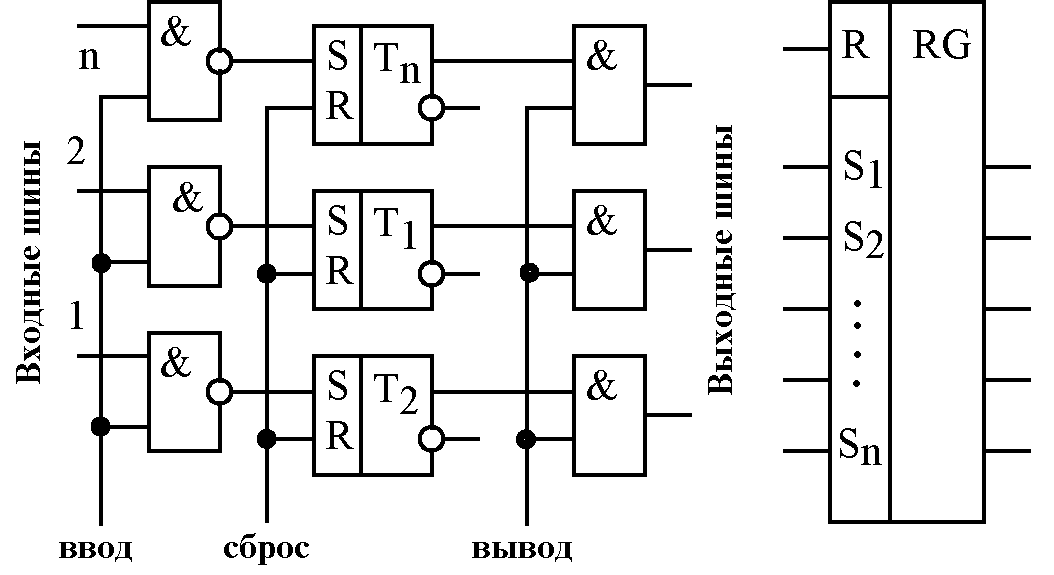 Входные шины
n
&
S
R
Tn
&
2
&
S
R
T1
&
1
&
S
R
T2
&
ввод
сброс
вывод
Выходные шины
R
RG
S1
S2
Sn